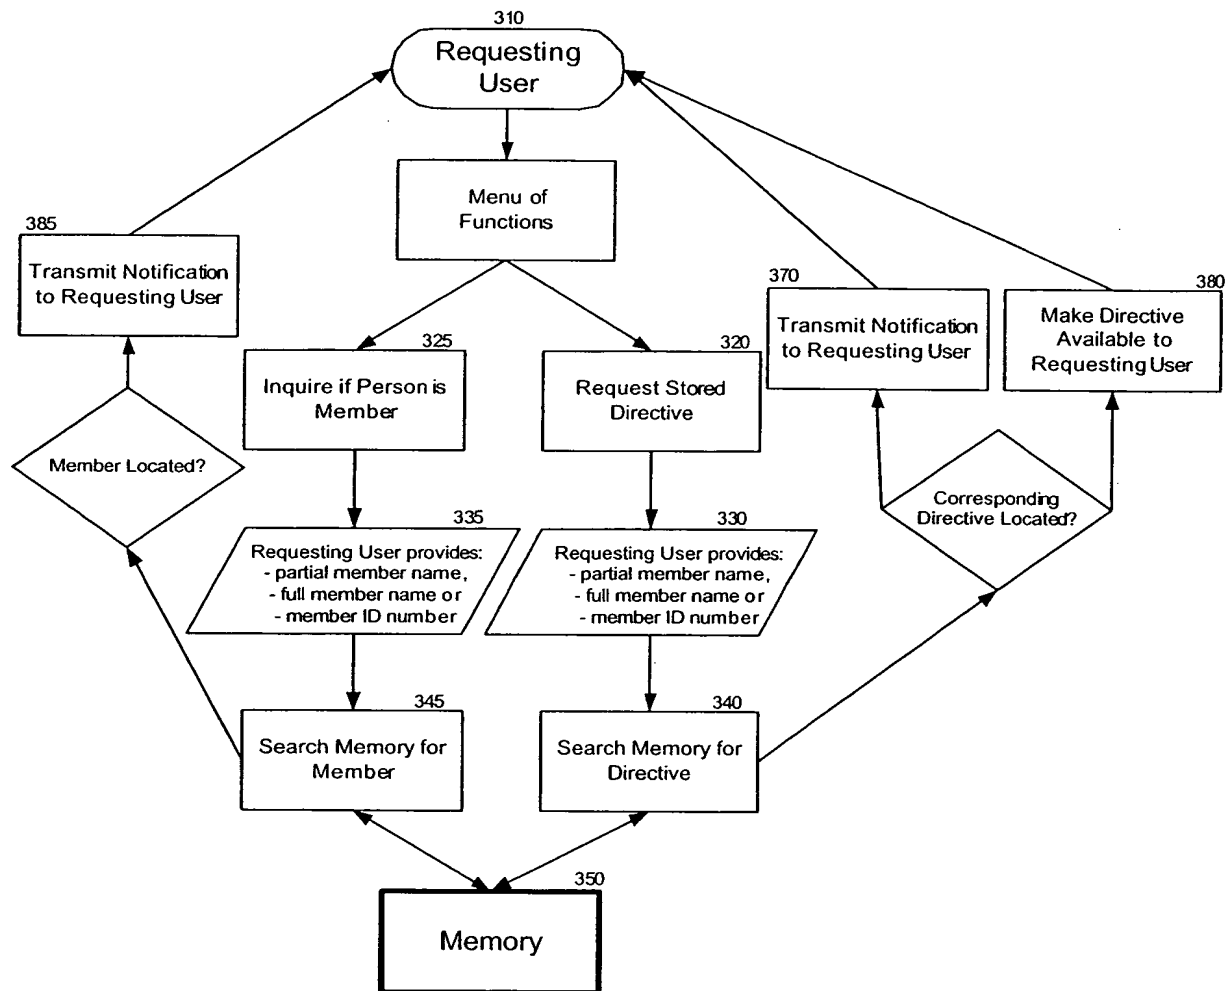 310
Requesting
User
Menu of
Functions
385
Transmit Notification
to Requesting User
370
Transmit Notification
to Requesting User
380
Make Directive
Available to
Requesting User
325
Inquire if Person is
Member
320
Request Stored
Directive
Member Located?
Corresponding
Directive Located?
335
Requesting User provides:
- partial member name,
- full member name or
- member ID number
330
Requesting User provides:
- partial member name,
- full member name or
- member ID number
345
Search Memory for
Member
340
Search Memory for
Directive
350
Memory